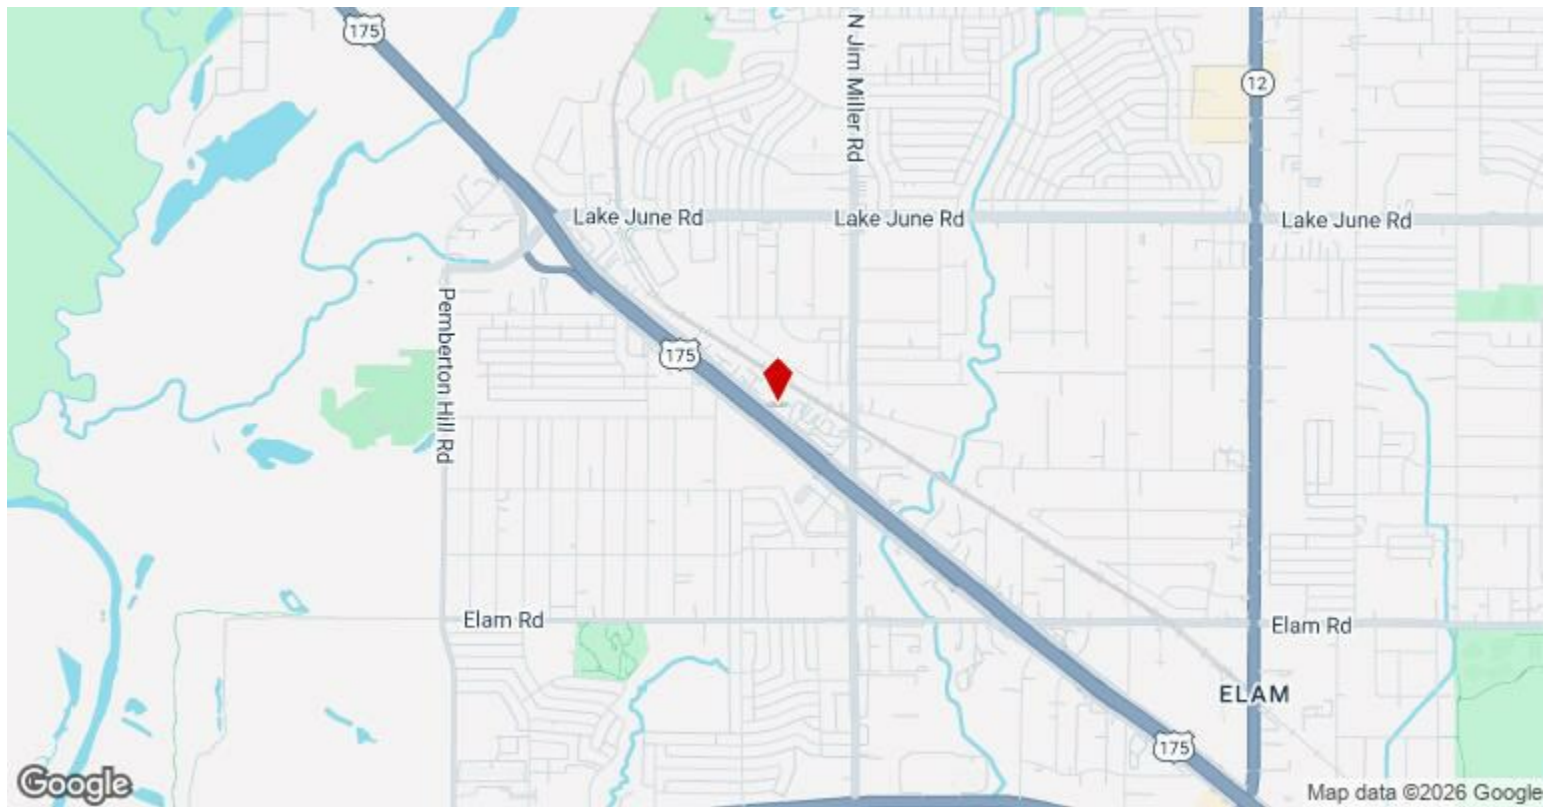 175
N Jim Miller Rd
12
Lake June Rd
Lake June Rd
Lake June Rd
Pemberton Hill Rd
175
Elam Rd
Elam Rd
ELAM
175
Google
Map data ©2026 Google